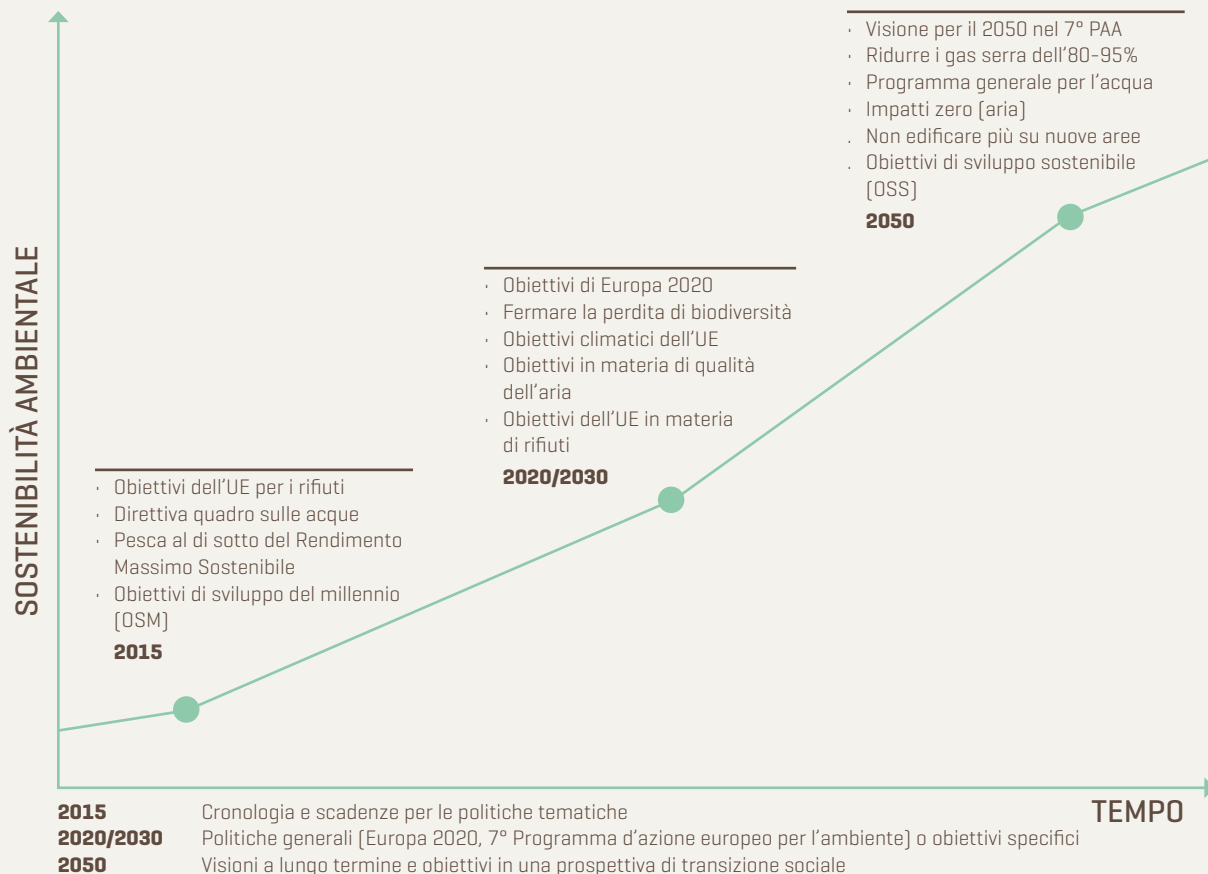 SOSTENIBILITÀ AMBIENTALE
· Visione per il 2050 nel 7° PAA
· Ridurre i gas serra dell'80-95%
· Programma generale per l'acqua
· Impatti zero (aria)
. Non edificare più su nuove aree
. Obiettivi di sviluppo sostenibile
(OSS)
2050
· Obiettivi di Europa 2020
· Fermare la perdita di biodiversità
· Obiettivi climatici dell'UE
· Obiettivi in materia di qualità
dell'aria
· Obiettivi dell'UE in materia
di rifiuti
2020/2030
· Obiettivi dell'UE per i rifiuti
· Direttiva quadro sulle acque
· Pesca al di sotto del Rendimento
Massimo Sostenibile
· Obiettivi di sviluppo del millennio
(OSM)
2015
TEMPO
2015 Cronologia e scadenze per le politiche tematiche
2020/2030 Politiche generali (Europa 2020, 7° Programma d'azione europeo per l'ambiente) o obiettivi specifici
2050 Visioni a lungo termine e obiettivi in una prospettiva di transizione sociale